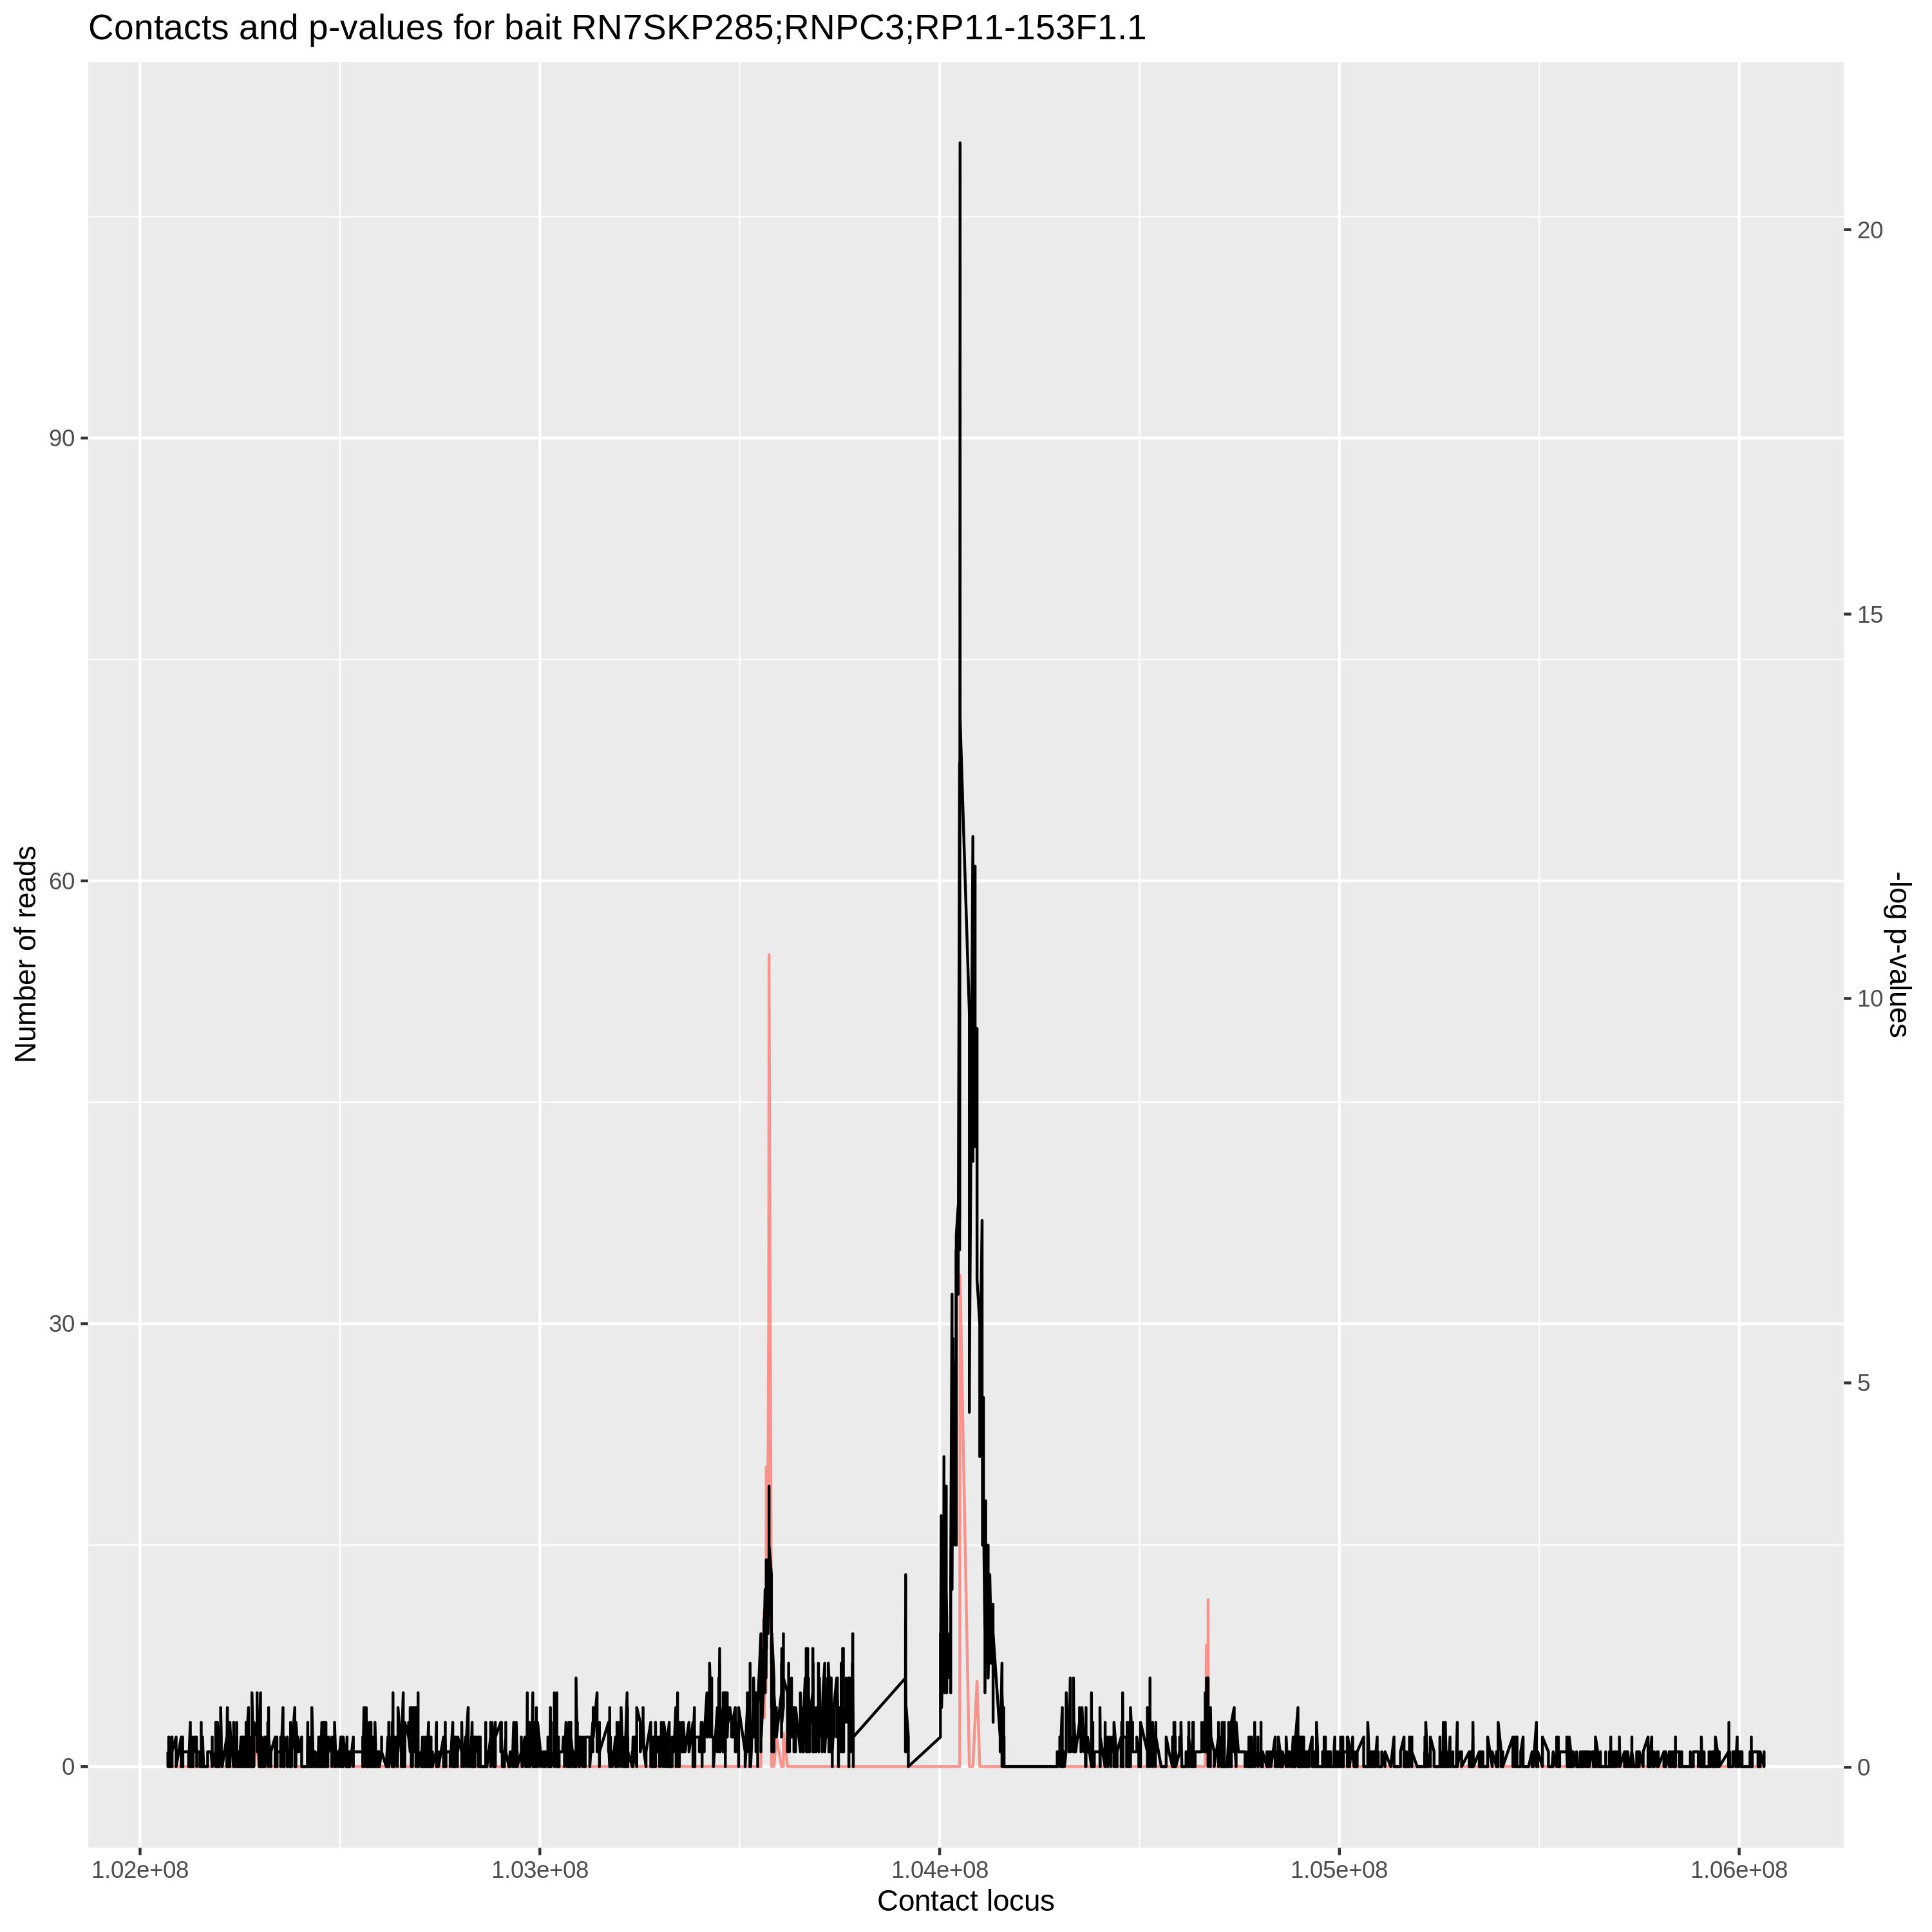 Contacts and p-values for bait RN7SKP285;RNPC3;RP11-153F1.1
Number of reads
90
60
30
0
20
15
10
5
0
-log p-values
1.02e+08
1.03e+08
1.04e+08
1.05e+08
1.06e+08
Contact locus